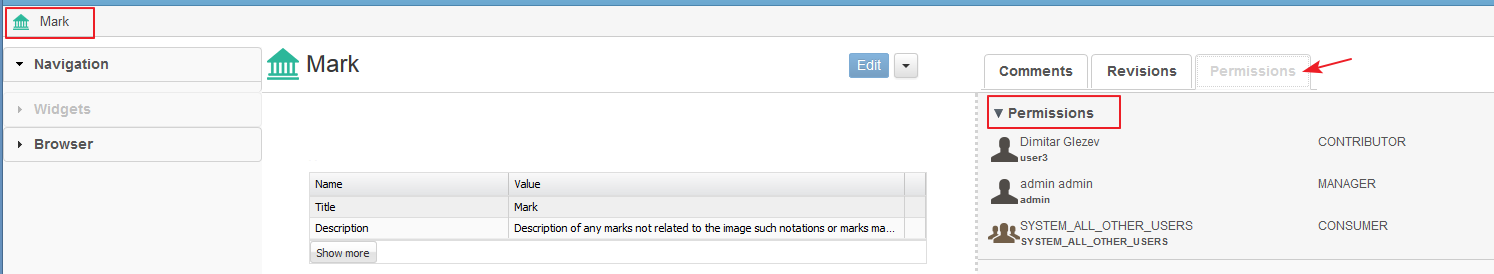 Mark
Navigation
Widgets
Browser
Mark
Edit
Name Value
Title Mark
Description Description of any marks not related to the image such notations or marks ma...
Show more
Comments Revisions Permissions
Permissions
Dimitar Glezev CONTRIBUTOR
user3
admin admin MANAGER
admin
SYSTEM_ALL_OTHER_USERS CONSUMER
SYSTEM_ALL_OTHER_USERS